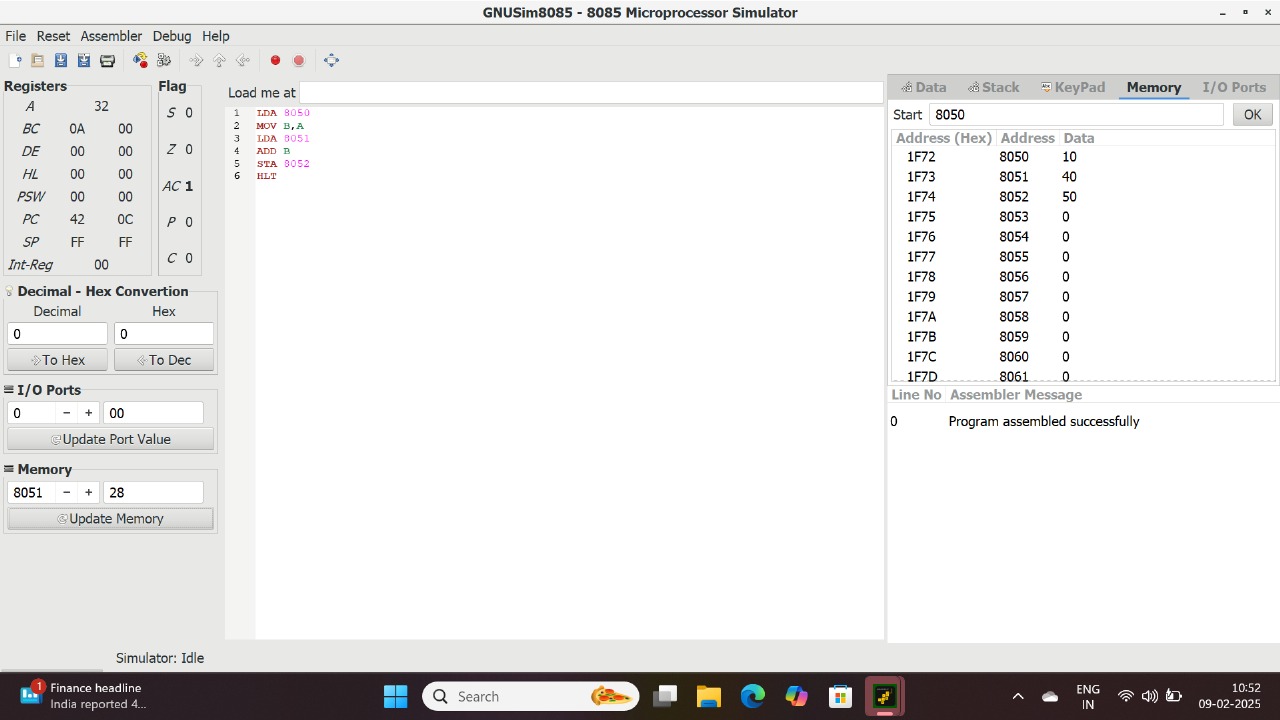 GNUSim8085 - 8085 Microprocessor Simulator
File Reset Assembler Debug Help
Registers
A 32
BC 0A 00
DE 00 00
HL 00 00
PSW 00 00
PC 42 0C
SP FF FF
Int-Reg 00
Flag
S 0
Z 0
AC 1
P 0
C 0
Decimal - Hex Convertion
Decimal Hex
0 0
To Hex To Dec
I/O Ports
0 − + 00
Update Port Value
Memory
8051 − + 28
Update Memory
Load me at
1 LDA 8050
2 MOV B,A
3 LDA 8051
4 ADD B
5 STA 8052
6 HLT
Data Stack KeyPad Memory I/O Ports
Start 8050 OK
Address (Hex) Address Data
1F72 8050 10
1F73 8051 40
1F74 8052 50
1F75 8053 0
1F76 8054 0
1F77 8055 0
1F78 8056 0
1F79 8057 0
1F7A 8058 0
1F7B 8059 0
1F7C 8060 0
1F7D 8061 0
Line No Assembler Message
0 Program assembled successfully
Simulator: Idle
1
Finance headline
India reported 4...
Search
ENG
IN
10:52
09-02-2025